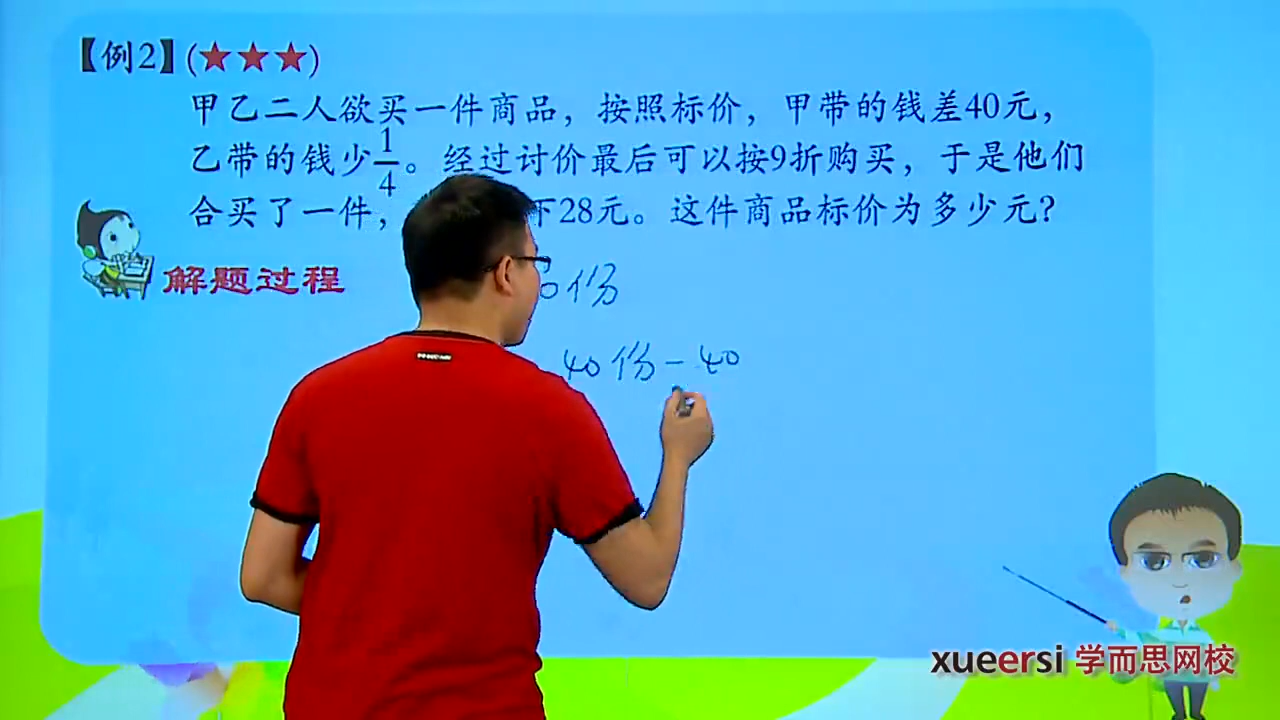 【例2】(★★★)
甲乙二人欲买一件商品，按照标价，甲带的钱差40元，
乙带的钱少1/4。经过讨价最后可以按9折购买，于是他们
合买了一件，下28元。这件商品标价为多少元？
解题过程
份
40份－40
xueersi 学而思网校